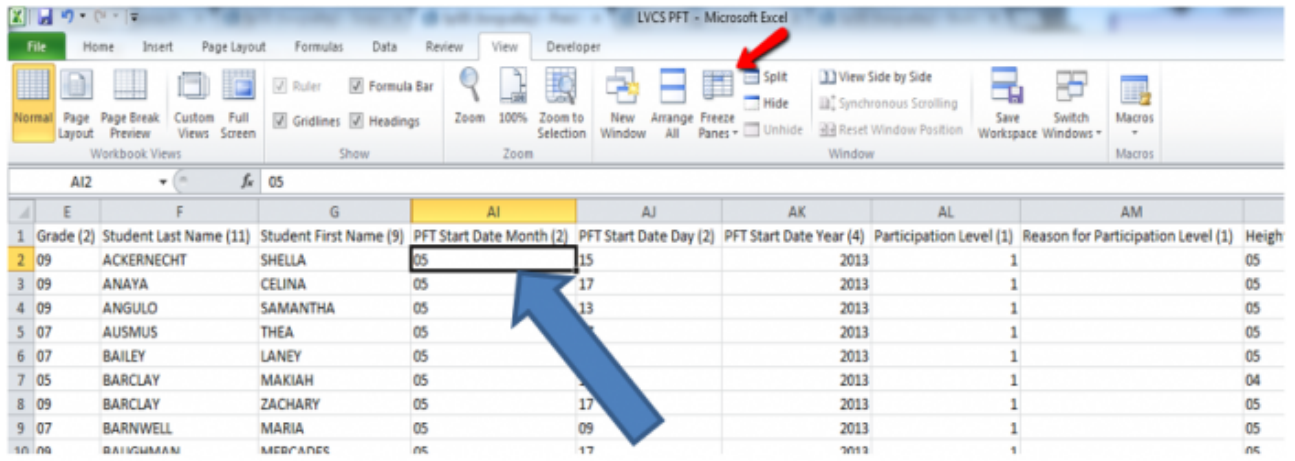 LVCS PFT - Microsoft Excel
File Home Insert Page Layout Formulas Data Review View Developer
Normal Page Layout Page Break Preview Custom Views Full Screen
Workbook Views
Ruler Formula Bar
Gridlines Headings
Show
Zoom 100% Zoom to Selection
Zoom
New Window Arrange All Freeze Panes
Split
Hide
Unhide
View Side by Side
Synchronous Scrolling
Reset Window Position
Save Workspace Switch Windows
Window
Macros
Macros
AI2 fx 05
E F G AI AJ AK AL AM
1 Grade (2) Student Last Name (11) Student First Name (9) PFT Start Date Month (2) PFT Start Date Day (2) PFT Start Date Year (4) Participation Level (1) Reason for Participation Level (1) Heigh
2 09 ACKERNECHT SHELLA 05 15 2013 1 05
3 09 ANAYA CELINA 05 17 2013 1 05
4 09 ANGULO SAMANTHA 05 13 2013 1 05
5 07 AUSMUS THEA 05 2013 1 05
6 07 BAILEY LANEY 05 2013 1 05
7 05 BARCLAY MAKIAH 05 2013 1 04
8 09 BARCLAY ZACHARY 05 17 2013 1 05
9 07 BARNWELL MARIA 05 09 2013 1 05
10 09 BAUGHMAN MERCADES 05 17 2013 1 05